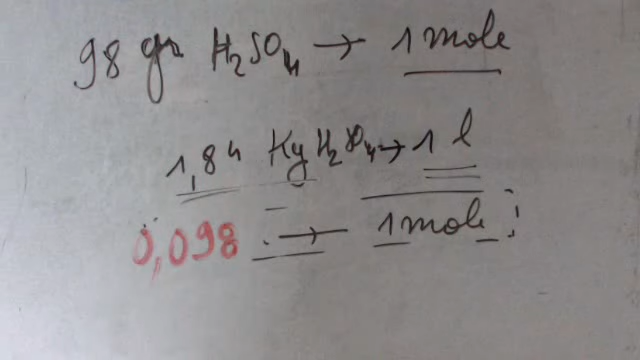 98 gr H₂SO₄ → 1 mole
1,84 Kg H₂SO₄ → 1 l
0,098 → 1 mole